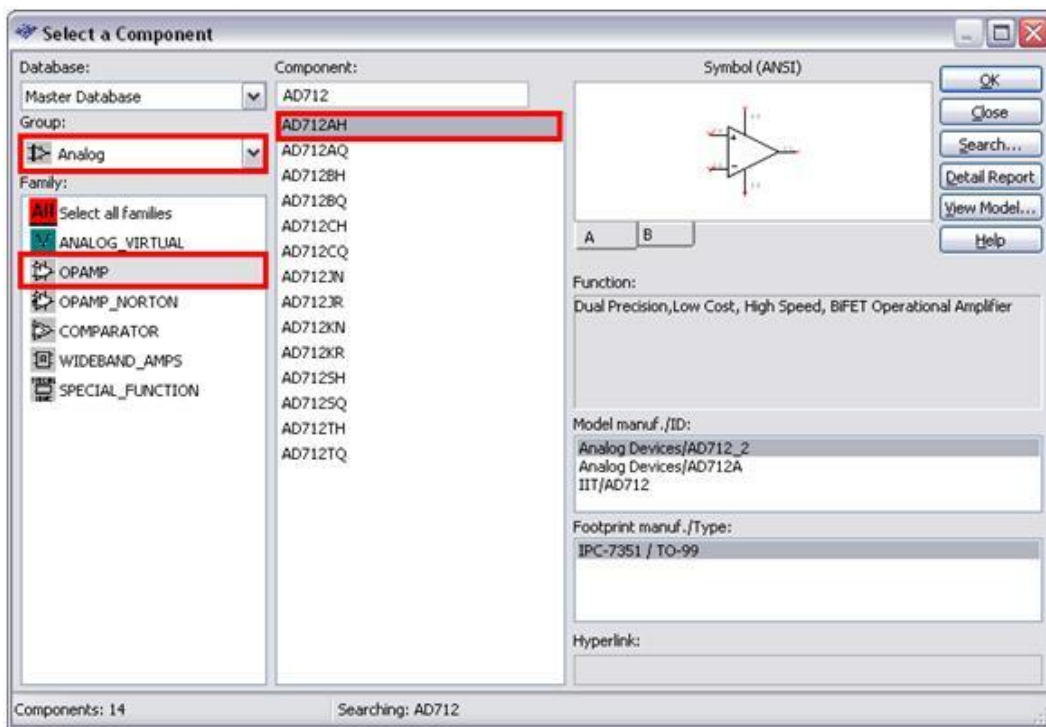 Select a Component
Database:
Master Database
Group:
Analog
Family:
All Select all families
ANALOG_VIRTUAL
OPAMP
OPAMP_NORTON
COMPARATOR
WIDEBAND_AMPS
SPECIAL_FUNCTION
Component:
AD712
AD712AH
AD712AQ
AD712BH
AD712BQ
AD712CH
AD712CQ
AD712JN
AD712JR
AD712KN
AD712KR
AD712SH
AD712SQ
AD712TH
AD712TQ
Symbol (ANSI)
A
B
Function:
Dual Precision,Low Cost, High Speed, BiFET Operational Amplifier
Model manuf./ID:
Analog Devices/AD712_2
Analog Devices/AD712A
IIT/AD712
Footprint manuf./Type:
IPC-7351 / TO-99
Hyperlink:
OK
Close
Search...
Detail Report
View Model...
Help
Components: 14
Searching: AD712